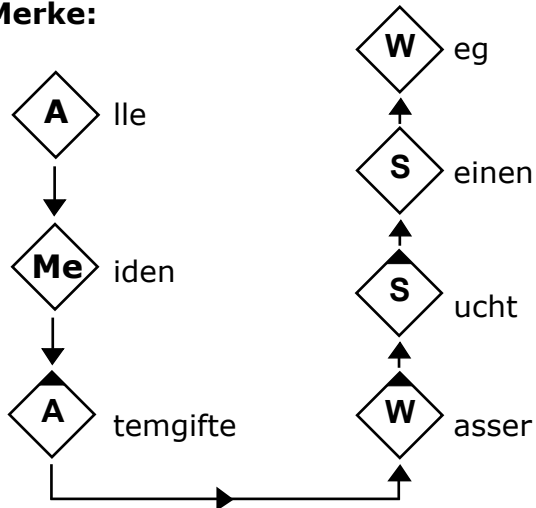 Merke:
A lle
Me iden
A temgifte
W asser
S ucht
S einen
W eg